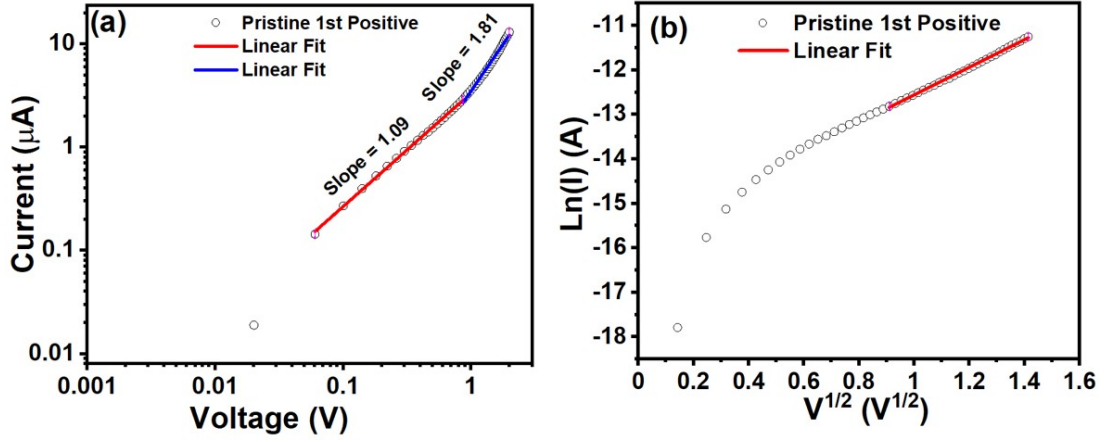 (a)
Pristine 1st Positive
Linear Fit
Linear Fit
Slope = 1.09
Slope = 1.81
Current (μA)
10
1
0.1
0.01
0.001
0.01
0.1
1
Voltage (V)
(b)
Pristine 1st Positive
Linear Fit
Ln(I) (A)
-11
-12
-13
-14
-15
-16
-17
-18
0
0.2
0.4
0.6
0.8
1
1.2
1.4
1.6
V^{1/2} (V^{1/2})